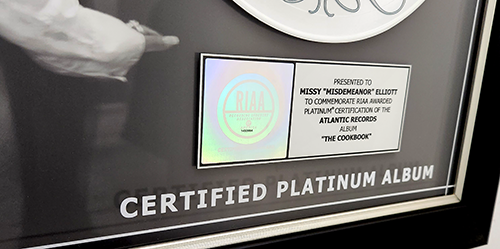 RIAA
PRESENTED TO
MISSY "MISDEMEANOR" ELLIOTT
TO COMMEMORATE RIAA AWARDED
PLATINUM CERTIFICATION OF THE
ATLANTIC RECORDS
ALBUM
"THE COOKBOOK"
CERTIFIED PLATINUM ALBUM